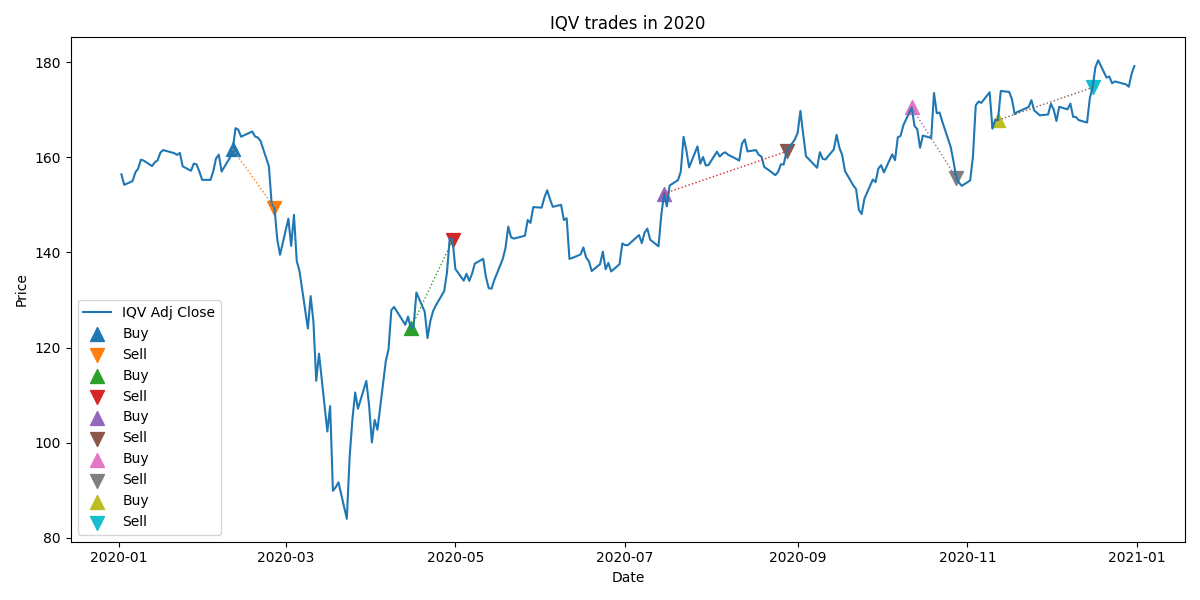 IQV trades in 2020
Price
180
160
140
120
100
80
IQV Adj Close
Buy
Sell
Buy
Sell
Buy
Sell
Buy
Sell
Buy
Sell
2020-01
2020-03
2020-05
2020-07
2020-09
2020-11
2021-01
Date